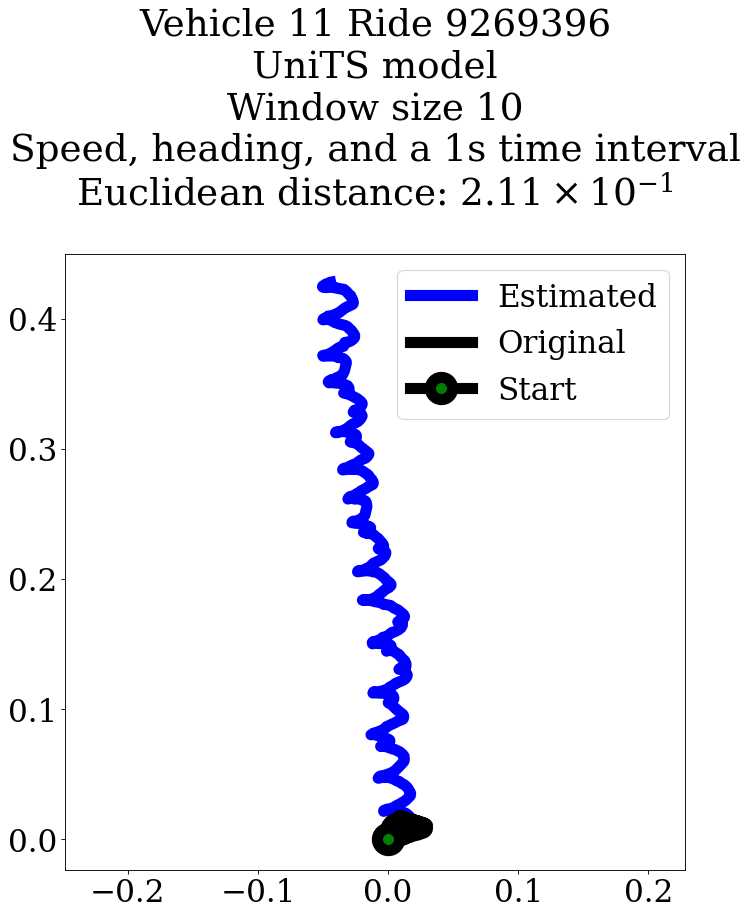 Vehicle 11 Ride 9269396
UniTS model
Window size 10
Speed, heading, and a 1s time interval
Euclidean distance: 2.11 × 10⁻¹
Estimated
Original
Start
0.4
0.3
0.2
0.1
0.0
−0.2 −0.1 0.0 0.1 0.2